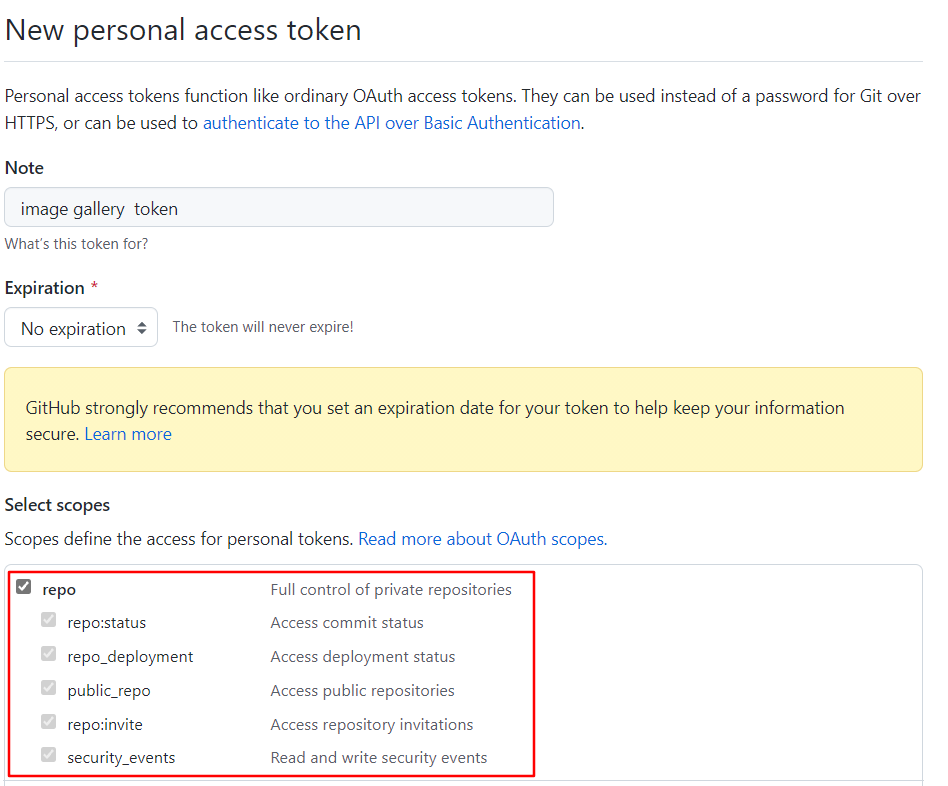 New personal access token
Personal access tokens function like ordinary OAuth access tokens. They can be used instead of a password for Git over
HTTPS, or can be used to authenticate to the API over Basic Authentication.
Note
image gallery  token
What's this token for?
Expiration *
No expiration The token will never expire!
GitHub strongly recommends that you set an expiration date for your token to help keep your information
secure. Learn more
Select scopes
Scopes define the access for personal tokens. Read more about OAuth scopes.
repo Full control of private repositories
repo:status Access commit status
repo_deployment Access deployment status
public_repo Access public repositories
repo:invite Access repository invitations
security_events Read and write security events